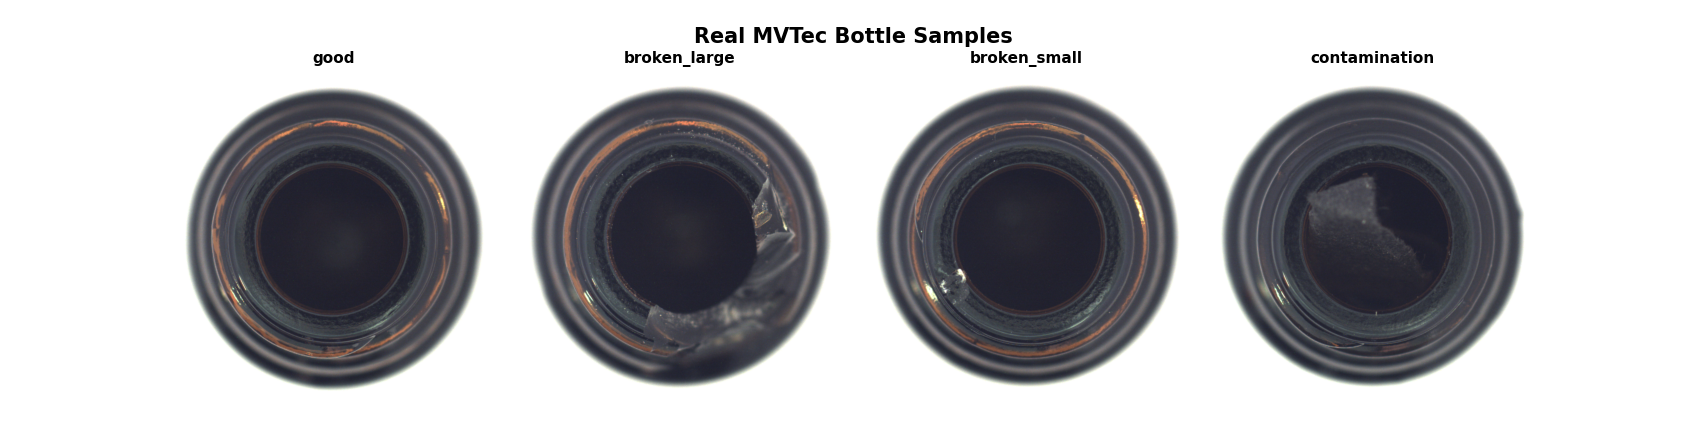 Real MVTec Bottle Samples
good
broken_large
broken_small
contamination